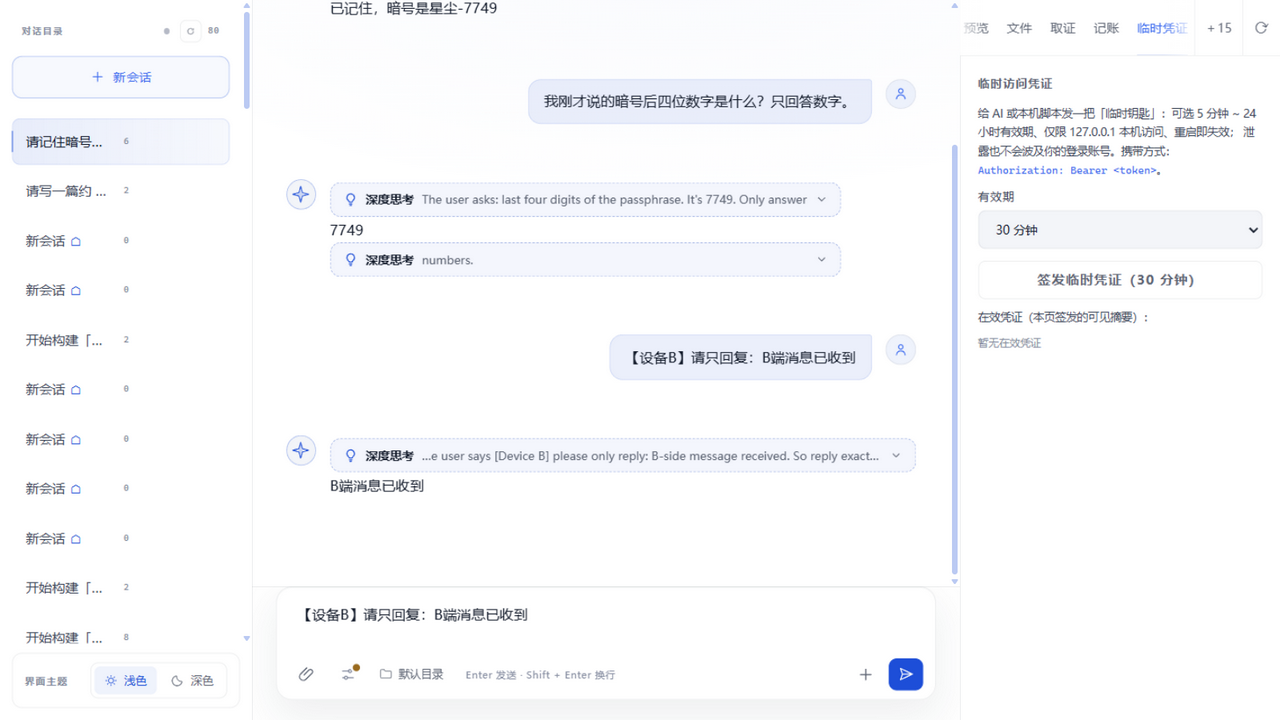 对话目录
80
新会话
请记住暗号...
6
请写一篇约 ...
2
新会话
0
新会话
0
开始构建「...
2
新会话
0
新会话
0
新会话
0
新会话
0
开始构建「...
2
开始构建「...
8
界面主题
浅色
深色
已记住，暗号是星尘-7749
我刚才说的暗号后四位数字是什么？只回答数字。
深度思考 The user asks: last four digits of the passphrase. It's 7749. Only answer
7749
深度思考 numbers.
【设备B】请只回复：B端消息已收到
深度思考 ...e user says [Device B] please only reply: B-side message received. So reply exact...
B端消息已收到
【设备B】请只回复：B端消息已收到
默认目录
Enter 发送 · Shift + Enter 换行
预览
文件
取证
记账
临时凭证
+15
临时访问凭证
给 AI 或本机脚本发一把「临时钥匙」：可选 5 分钟 ~ 24
小时有效期、仅限 127.0.0.1 本机访问、重启即失效； 泄
露也不会波及你的登录账号。携带方式：
Authorization: Bearer <token>。
有效期
30 分钟
签发临时凭证（30 分钟）
在效凭证（本页签发的可见摘要）：
暂无在效凭证